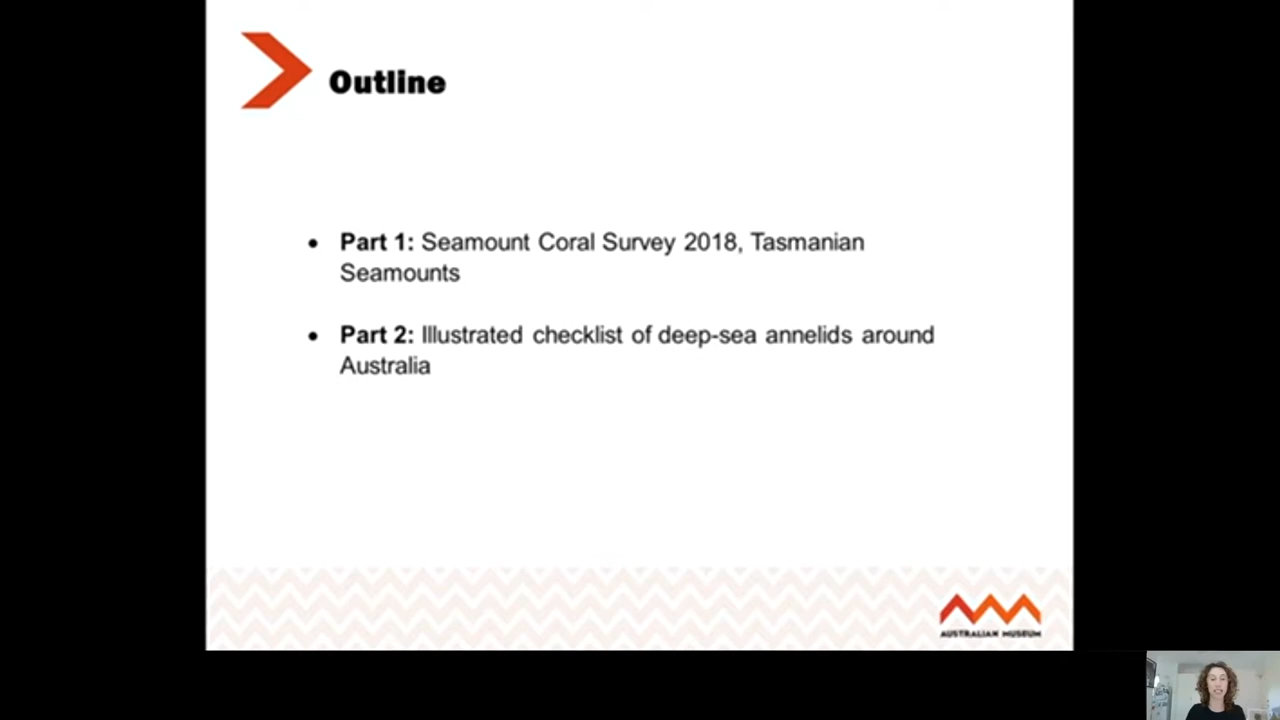 Outline
• Part 1: Seamount Coral Survey 2018, Tasmanian
Seamounts
• Part 2: Illustrated checklist of deep-sea annelids around
Australia
AUSTRALIAN MUSEUM